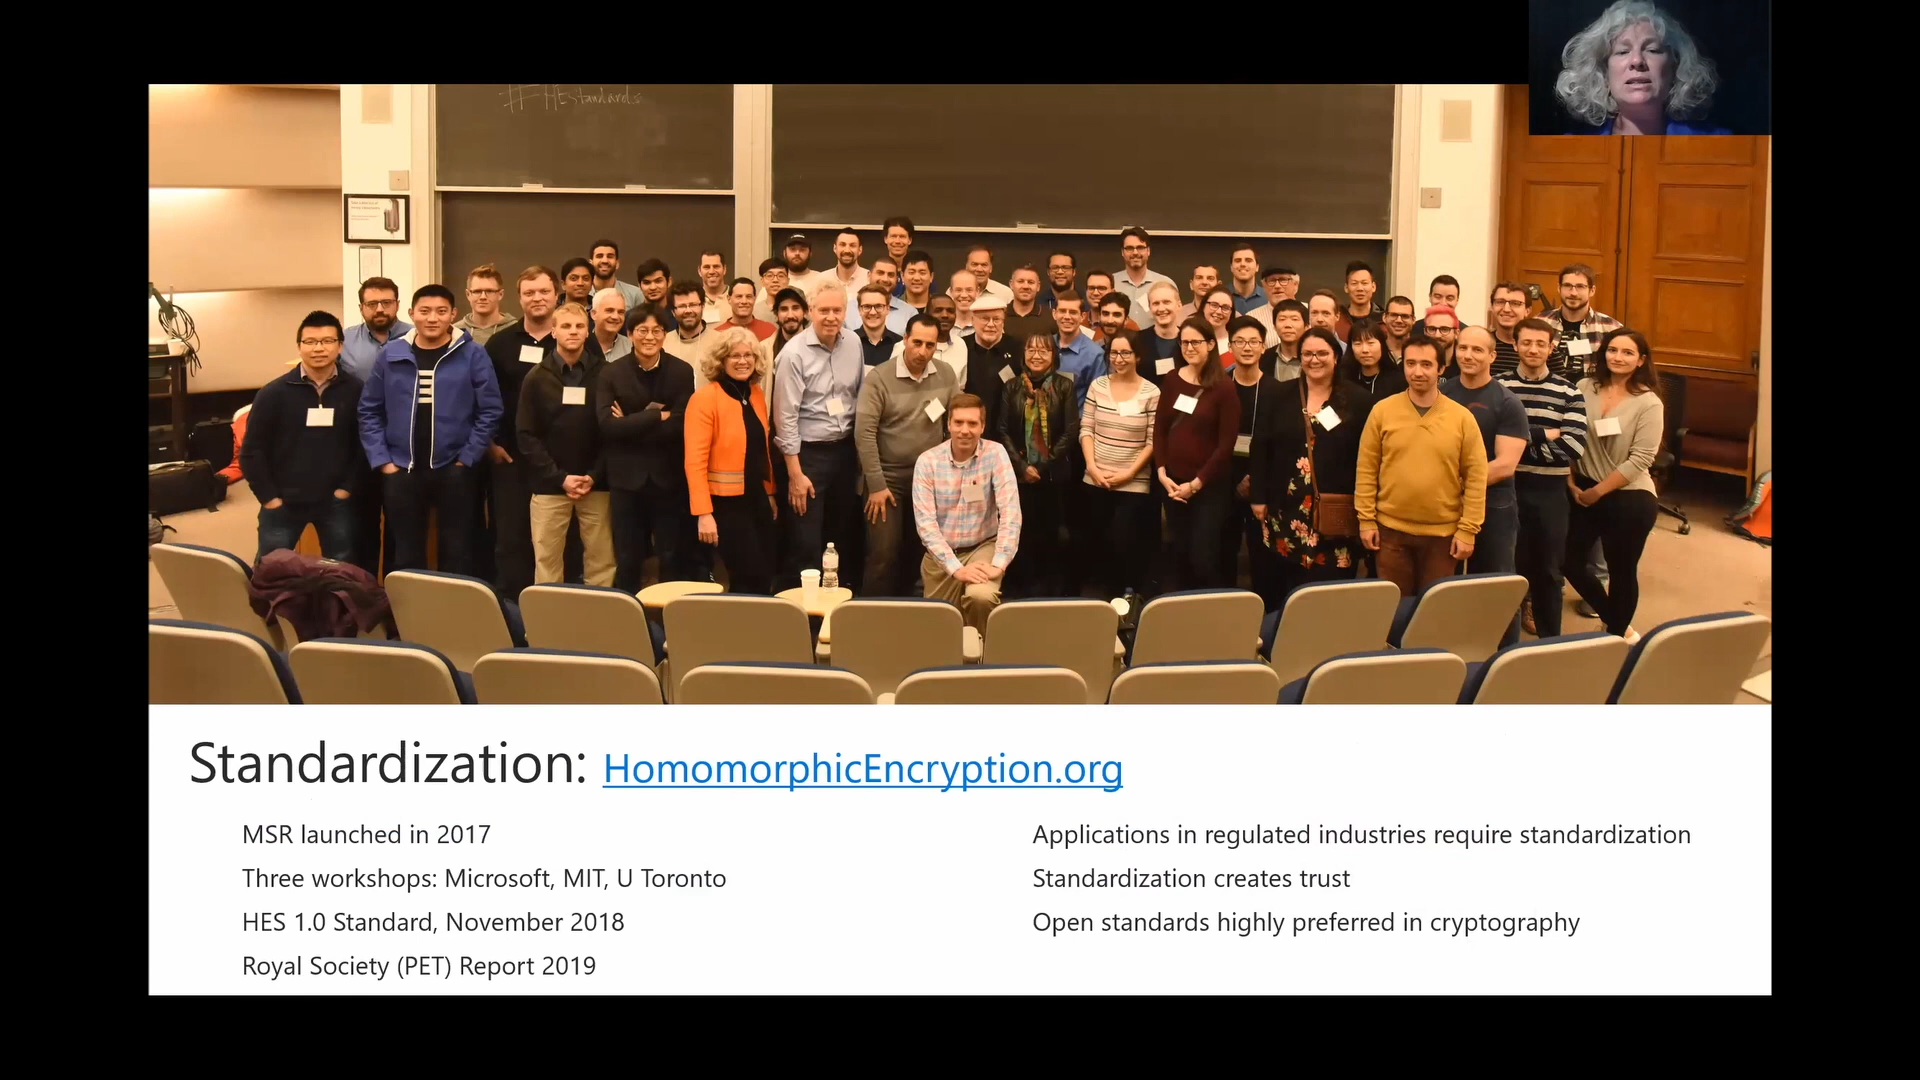 #HEstandards
Standardization: HomomorphicEncryption.org
MSR launched in 2017
Three workshops: Microsoft, MIT, U Toronto
HES 1.0 Standard, November 2018
Royal Society (PET) Report 2019
Applications in regulated industries require standardization
Standardization creates trust
Open standards highly preferred in cryptography